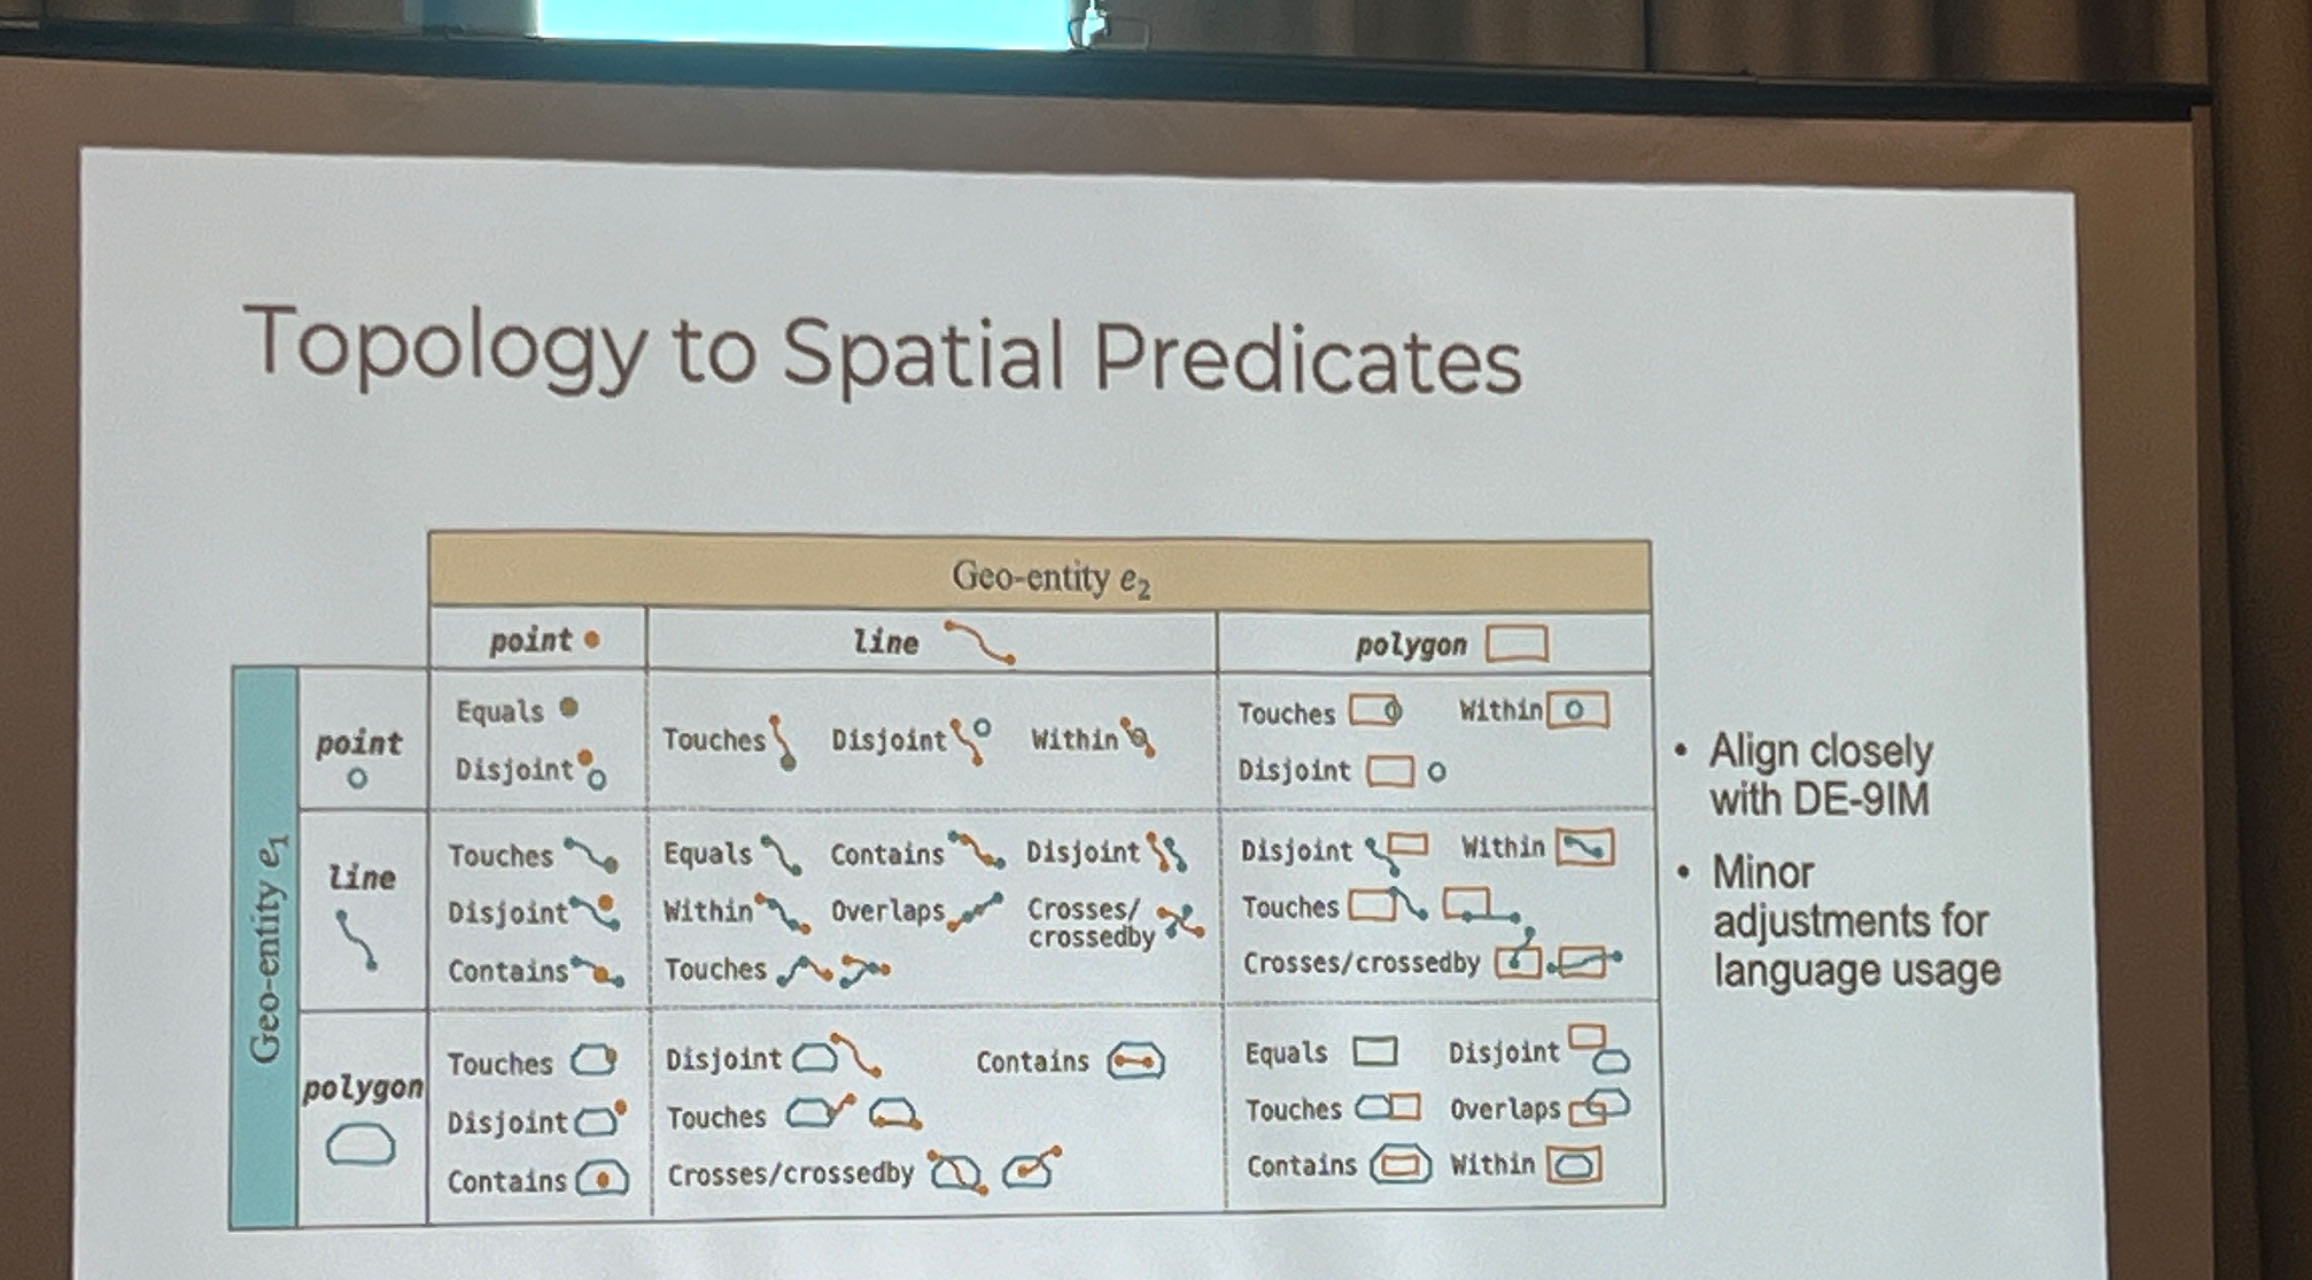 Topology to Spatial Predicates
Geo-entity e₂
point
line
polygon
Geo-entity e₁
point
Equals
Disjoint
Touches
Disjoint
Within
Touches
Within
Disjoint
line
Touches
Disjoint
Contains
Equals
Contains
Disjoint
Within
Overlaps
Crosses/
crossedby
Touches
Disjoint
Within
Touches
Crosses/crossedby
polygon
Touches
Disjoint
Contains
Disjoint
Contains
Touches
Crosses/crossedby
Equals
Disjoint
Touches
Overlaps
Contains
Within
• Align closely
with DE-9IM
• Minor
adjustments for
language usage